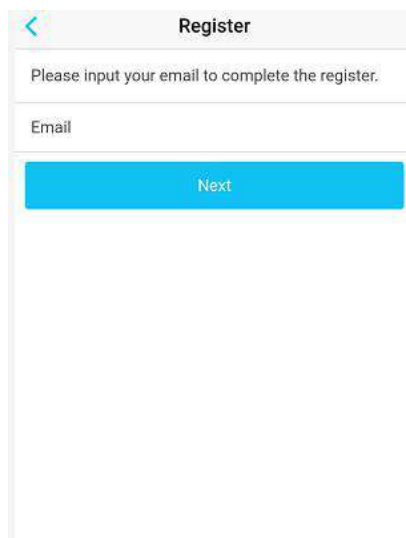 Register
Please input your email to complete the register.
Email
Next